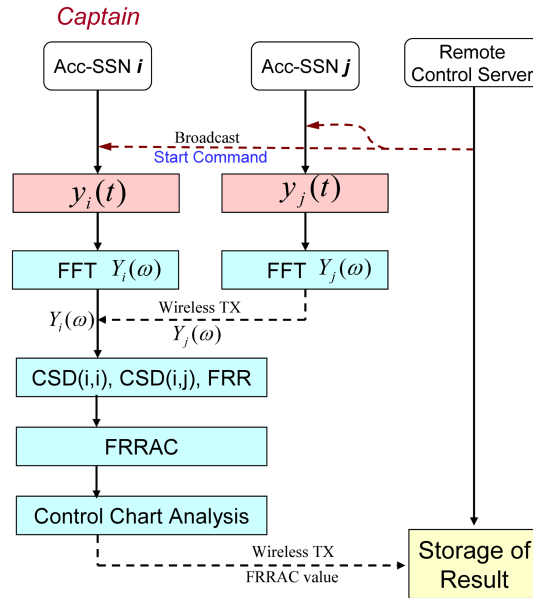 Captain
Acc-SSN i
Acc-SSN j
Remote
Control Server
Broadcast
Start Command
y_i(t)
y_j(t)
FFT Y_i(ω)
FFT Y_j(ω)
Wireless TX
Y_i(ω)
Y_j(ω)
CSD(i,i), CSD(i,j), FRR
FRRAC
Control Chart Analysis
Wireless TX
FRRAC value
Storage of
Result